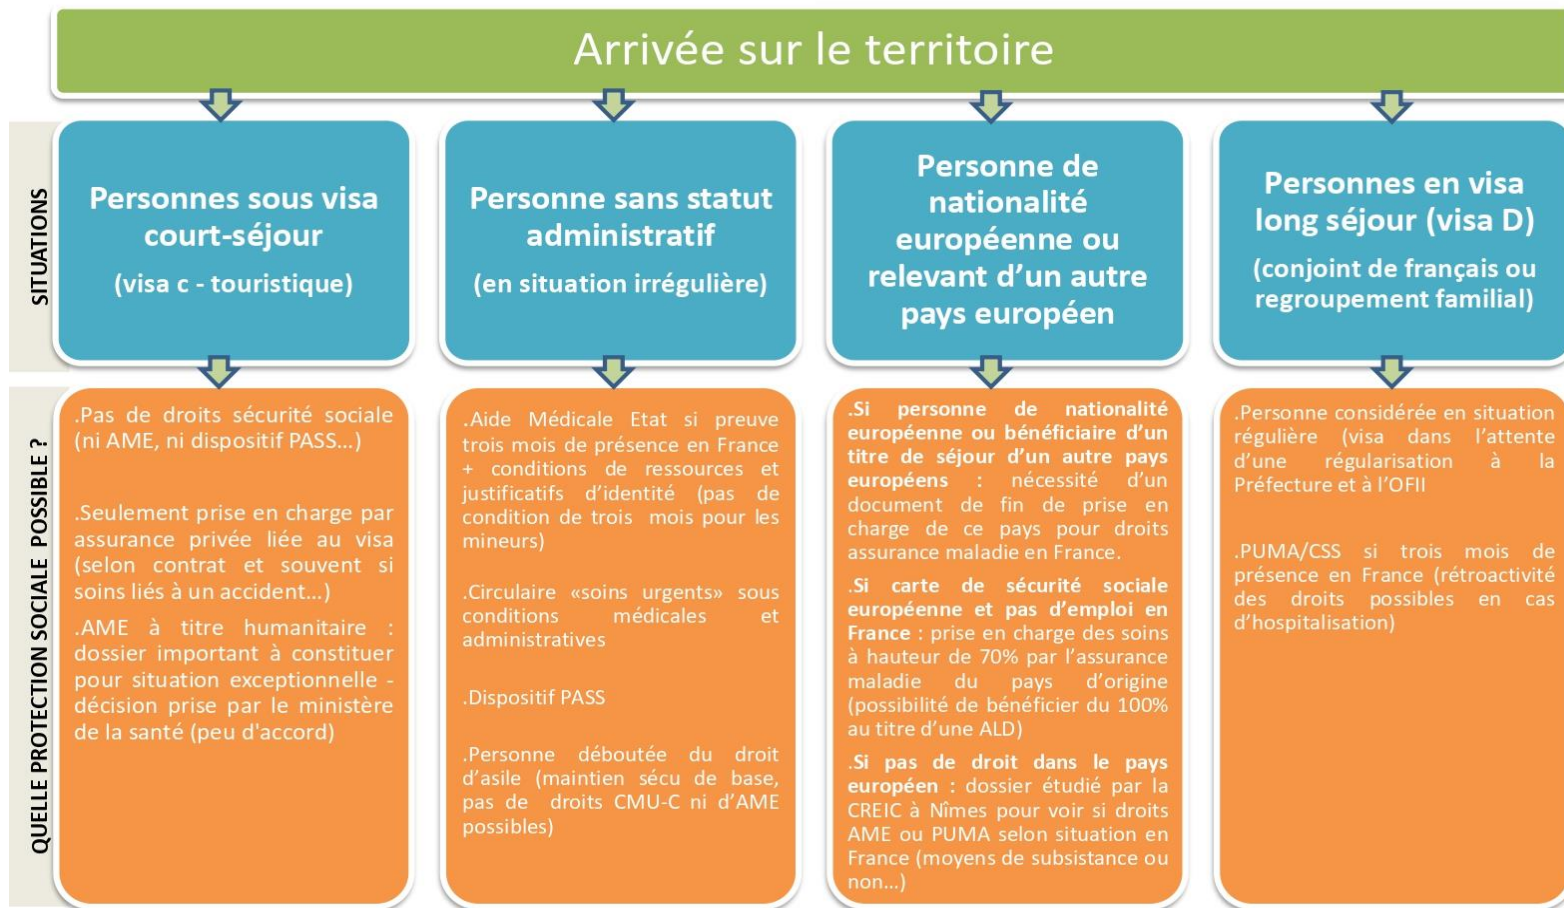 Arrivée sur le territoire
SITUATIONS
Personnes sous visa
court-séjour
(visa c - touristique)
Personne sans statut
administratif
(en situation irrégulière)
Personne de
nationalité
européenne ou
relevant d’un autre
pays européen
Personnes en visa
long séjour (visa D)
(conjoint de français ou
regroupement familial)
QUELLE PROTECTION SOCIALE POSSIBLE ?
.Pas de droits sécurité sociale
(ni AME, ni dispositif PASS…)
.Seulement prise en charge par
assurance privée liée au visa
(selon contrat et souvent si
soins liés à un accident…)
.AME à titre humanitaire :
dossier important à constituer
pour situation exceptionnelle -
décision prise par le ministère
de la santé (peu d'accord)
.Aide Médicale Etat si preuve
trois mois de présence en France
+ conditions de ressources et
justificatifs d’identité (pas de
condition de trois mois pour les
mineurs)
.Circulaire «soins urgents» sous
conditions médicales et
administratives
.Dispositif PASS
.Personne déboutée du droit
d’asile (maintien sécu de base,
pas de droits CMU-C ni d’AME
possibles)
.Si personne de nationalité
européenne ou bénéficiaire d’un
titre de séjour d’un autre pays
européens : nécessité d’un
document de fin de prise en
charge de ce pays pour droits
assurance maladie en France.
.Si carte de sécurité sociale
européenne et pas d’emploi en
France : prise en charge des soins
à hauteur de 70% par l’assurance
maladie du pays d’origine
(possibilité de bénéficier du 100%
au titre d’une ALD)
.Si pas de droit dans le pays
européen : dossier étudié par la
CREIC à Nîmes pour voir si droits
AME ou PUMA selon situation en
France (moyens de subsistance ou
non…)
.Personne considérée en situation
régulière (visa dans l’attente
d’une régularisation à la
Préfecture et à l’OFII
.PUMA/CSS si trois mois de
présence en France (rétroactivité
des droits possibles en cas
d’hospitalisation)